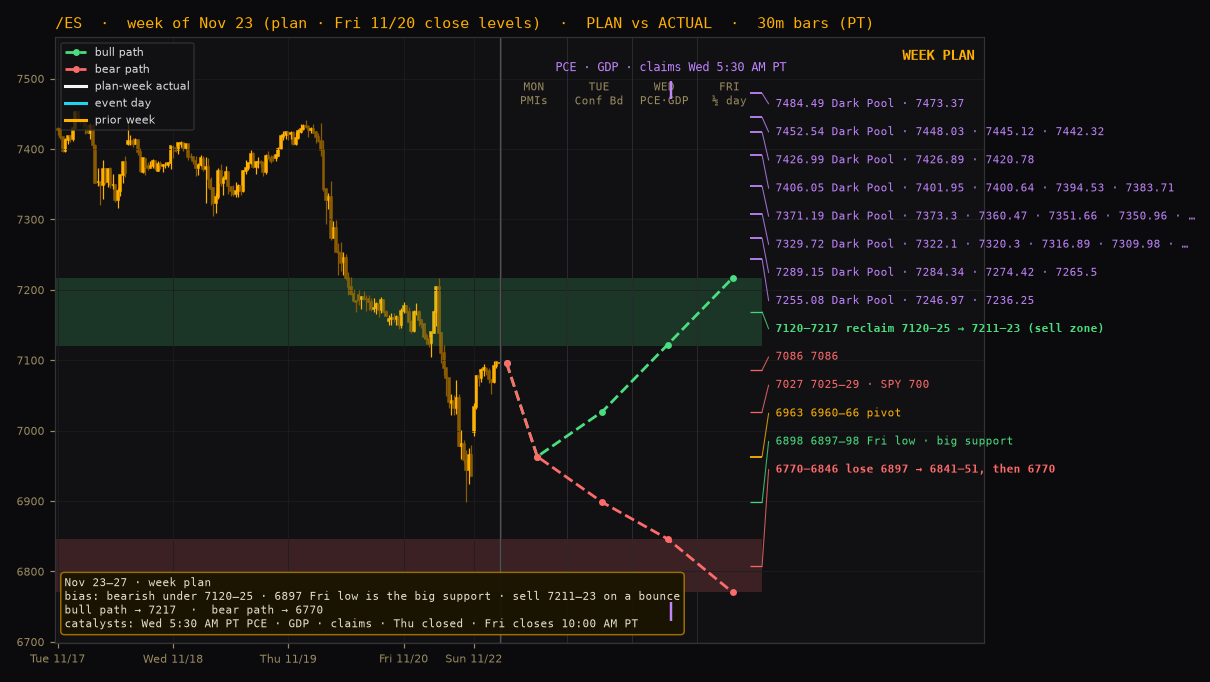 /ES · week of Nov 23 (plan · Fri 11/20 close levels) · PLAN vs ACTUAL · 30m bars (PT)
bull path
bear path
plan-week actual
event day
prior week
WEEK PLAN
PCE · GDP · claims Wed 5:30 AM PT
MON TUE WED FRI
PMIs Conf Bd PCE·GDP ½ day
7500
7400
7300
7200
7100
7000
6900
6800
6700
7484.49 Dark Pool · 7473.37
7452.54 Dark Pool · 7448.03 · 7445.12 · 7442.32
7426.99 Dark Pool · 7426.89 · 7420.78
7406.05 Dark Pool · 7401.95 · 7400.64 · 7394.53 · 7383.71
7371.19 Dark Pool · 7373.3 · 7360.47 · 7351.66 · 7350.96 · …
7329.72 Dark Pool · 7322.1 · 7320.3 · 7316.89 · 7309.98 · …
7289.15 Dark Pool · 7284.34 · 7274.42 · 7265.5
7255.08 Dark Pool · 7246.97 · 7236.25
7120–7217 reclaim 7120–25 → 7211–23 (sell zone)
7086 7086
7027 7025–29 · SPY 700
6963 6960–66 pivot
6898 6897–98 Fri low · big support
6770–6846 lose 6897 → 6841–51, then 6770
Nov 23–27 · week plan
bias: bearish under 7120–25 · 6897 Fri low is the big support · sell 7211–23 on a bounce
bull path → 7217 · bear path → 6770
catalysts: Wed 5:30 AM PT PCE · GDP · claims · Thu closed · Fri closes 10:00 AM PT
Tue 11/17 Wed 11/18 Thu 11/19 Fri 11/20 Sun 11/22